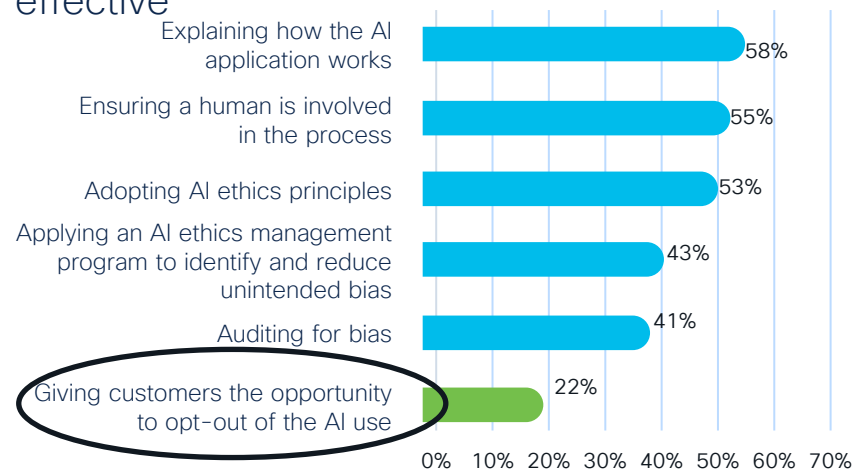 effective
Explaining how the AI
application works
58%
Ensuring a human is involved
in the process
55%
Adopting AI ethics principles
53%
Applying an AI ethics management
program to identify and reduce
unintended bias
43%
Auditing for bias
41%
Giving customers the opportunity
to opt-out of the AI use
22%
0% 10% 20% 30% 40% 50% 60% 70%